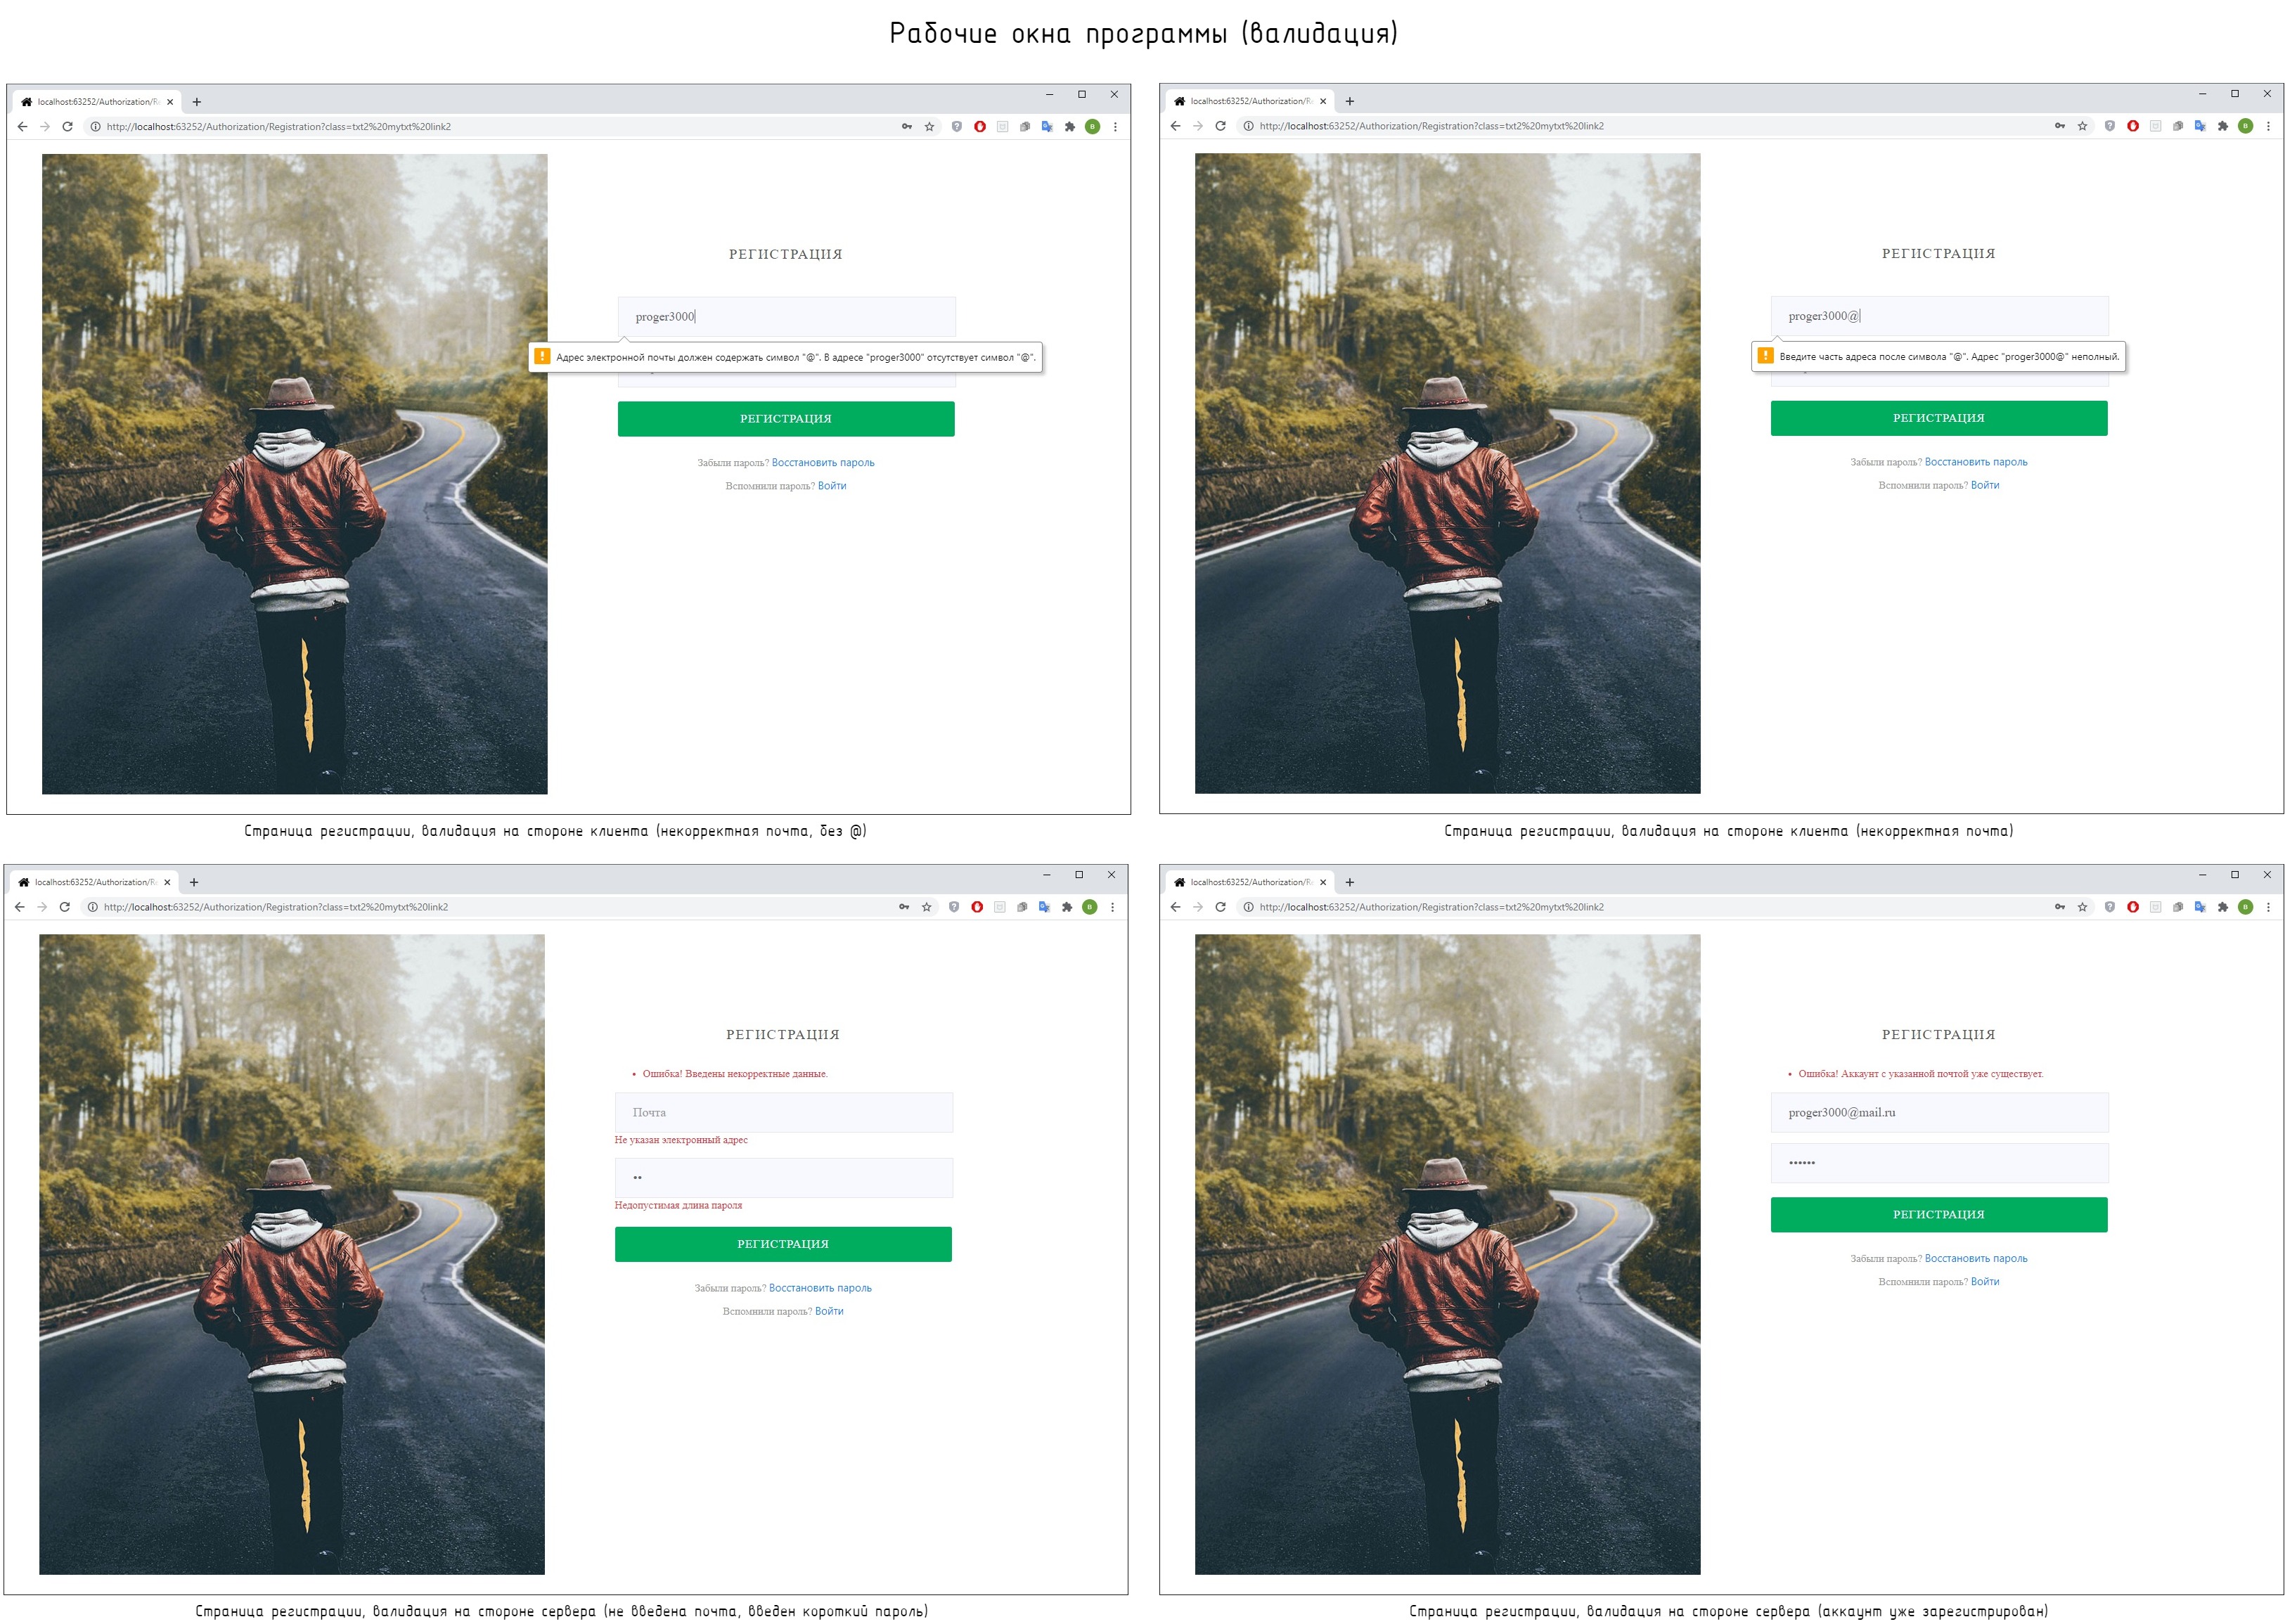 Рабочие окна программы (валидация)
localhost:63252/Authorization/Re
http://localhost:63252/Authorization/Registration?class=txt2%20mytxt%20link2
В
РЕГИСТРАЦИЯ
proger3000
Адрес электронной почты должен содержать символ "@". В адресе "proger3000" отсутствует символ "@".
РЕГИСТРАЦИЯ
Забыли пароль? Восстановить пароль
Вспомнили пароль? Войти
Страница регистрации, валидация на стороне клиента (некорректная почта, без @)
localhost:63252/Authorization/Re
http://localhost:63252/Authorization/Registration?class=txt2%20mytxt%20link2
В
РЕГИСТРАЦИЯ
proger3000@
Введите часть адреса после символа "@". Адрес "proger3000@" неполный.
РЕГИСТРАЦИЯ
Забыли пароль? Восстановить пароль
Вспомнили пароль? Войти
Страница регистрации, валидация на стороне клиента (некорректная почта)
localhost:63252/Authorization/Re
http://localhost:63252/Authorization/Registration?class=txt2%20mytxt%20link2
В
РЕГИСТРАЦИЯ
Ошибка! Введены некорректные данные.
Почта
Не указан электронный адрес
••
Недопустимая длина пароля
РЕГИСТРАЦИЯ
Забыли пароль? Восстановить пароль
Вспомнили пароль? Войти
Страница регистрации, валидация на стороне сервера (не введена почта, введен короткий пароль)
localhost:63252/Authorization/Re
http://localhost:63252/Authorization/Registration?class=txt2%20mytxt%20link2
В
РЕГИСТРАЦИЯ
Ошибка! Аккаунт с указанной почтой уже существует.
proger3000@mail.ru
••••••
РЕГИСТРАЦИЯ
Забыли пароль? Восстановить пароль
Вспомнили пароль? Войти
Страница регистрации, валидация на стороне сервера (аккаунт уже зарегистрирован)